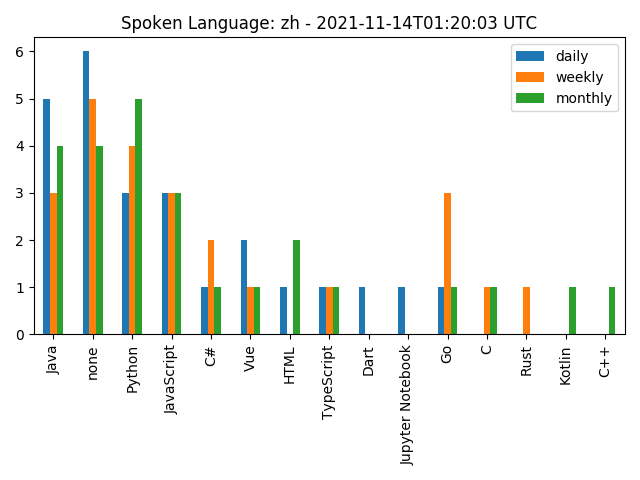 Spoken Language: zh - 2021-11-14T01:20:03 UTC
daily
weekly
monthly
6
5
4
3
2
1
0
Java
none
Python
JavaScript
C#
Vue
HTML
TypeScript
Dart
Jupyter Notebook
Go
C
Rust
Kotlin
C++